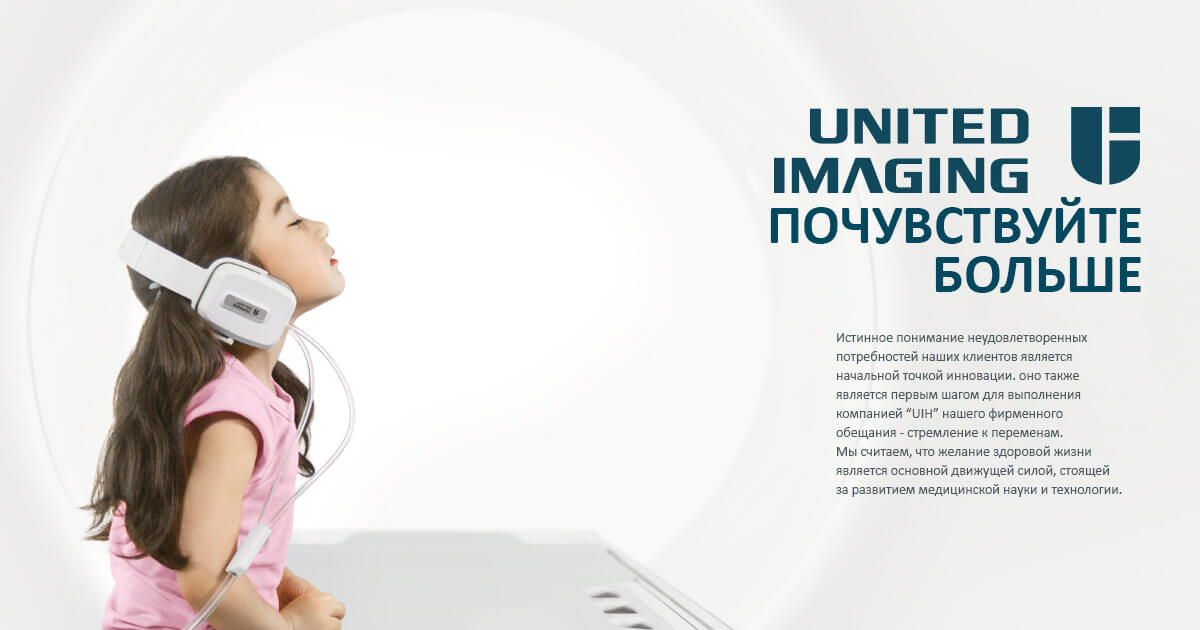 UNITED
IMAGING
ПОЧУВСТВУЙТЕ
БОЛЬШЕ
Истинное понимание неудовлетворенных
потребностей наших клиентов является
начальной точкой инновации. оно также
является первым шагом для выполнения
компанией “UIH” нашего фирменного
обещания - стремление к переменам.
Мы считаем, что желание здоровой жизни
является основной движущей силой, стоящей
за развитием медицинской науки и технологии.
UNITED
IMAGING